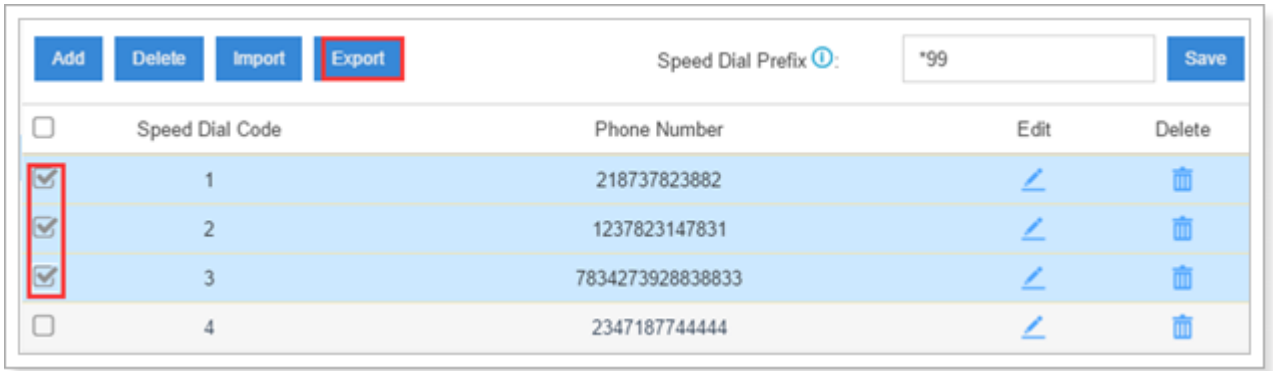 Add Delete Import Export Speed Dial Prefix ⓘ: *99 Save
Speed Dial Code Phone Number Edit Delete
1 218737823882
2 1237823147831
3 7834273928838833
4 2347187744444